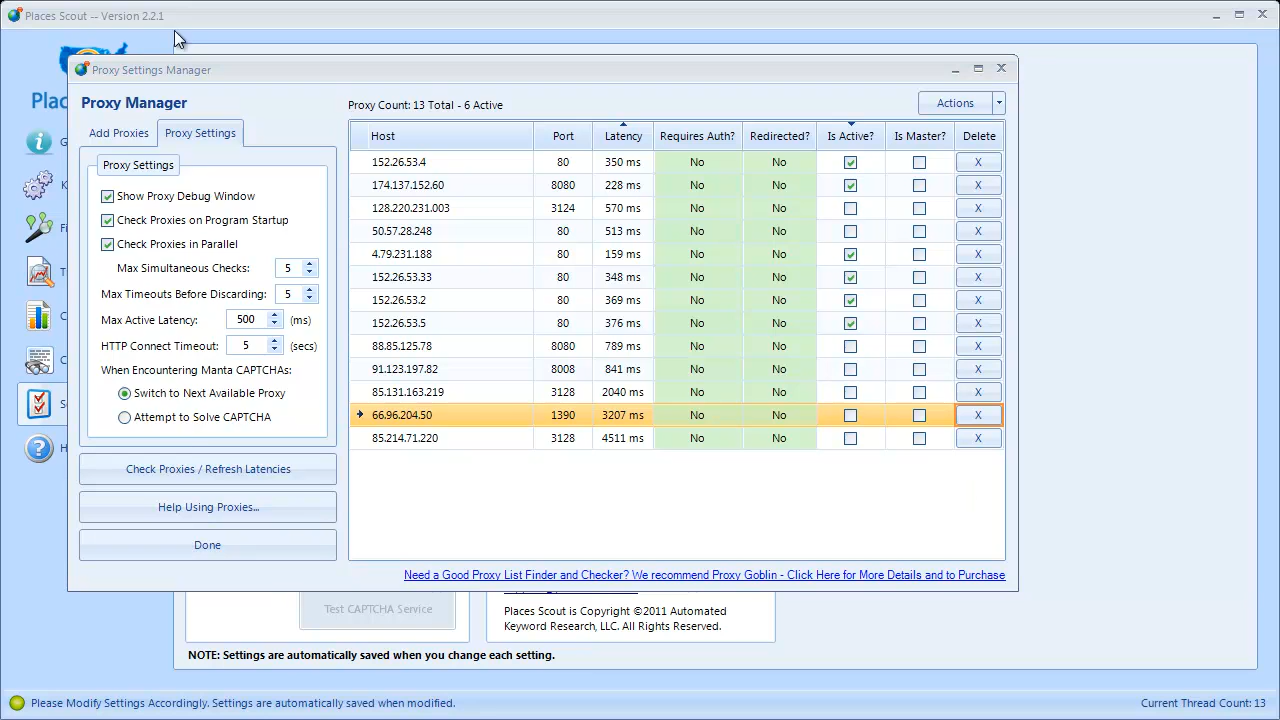 Places Scout -- Version 2.2.1
Plac
Proxy Settings Manager
Proxy Manager
Proxy Count: 13 Total - 6 Active
Actions
Add Proxies
Proxy Settings
Proxy Settings
Show Proxy Debug Window
Check Proxies on Program Startup
Check Proxies in Parallel
Max Simultaneous Checks: 5
Max Timeouts Before Discarding: 5
Max Active Latency: 500 (ms)
HTTP Connect Timeout: 5 (secs)
When Encountering Manta CAPTCHAs:
Switch to Next Available Proxy
Attempt to Solve CAPTCHA
Check Proxies / Refresh Latencies
Help Using Proxies...
Done
Host Port Latency Requires Auth? Redirected? Is Active? Is Master? Delete
152.26.53.4 80 350 ms No No X
174.137.152.60 8080 228 ms No No X
128.220.231.003 3124 570 ms No No X
50.57.28.248 80 513 ms No No X
4.79.231.188 80 159 ms No No X
152.26.53.33 80 348 ms No No X
152.26.53.2 80 369 ms No No X
152.26.53.5 80 376 ms No No X
88.85.125.78 8080 789 ms No No X
91.123.197.82 8008 841 ms No No X
85.131.163.219 3128 2040 ms No No X
66.96.204.50 1390 3207 ms No No X
85.214.71.220 3128 4511 ms No No X
Need a Good Proxy List Finder and Checker? We recommend Proxy Goblin - Click Here for More Details and to Purchase
Test CAPTCHA Service
Places Scout is Copyright ©2011 Automated
Keyword Research, LLC. All Rights Reserved.
NOTE: Settings are automatically saved when you change each setting.
Please Modify Settings Accordingly. Settings are automatically saved when modified.
Current Thread Count: 13